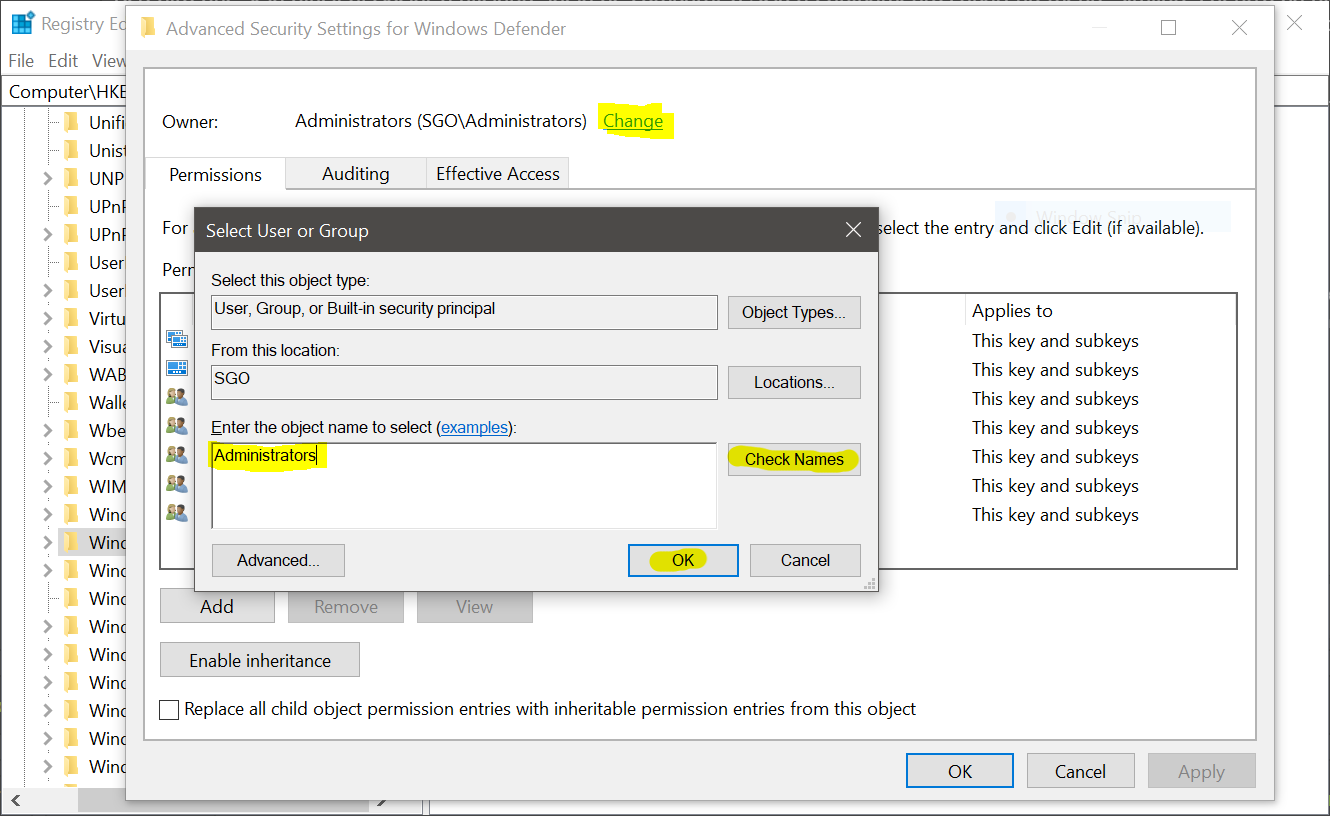 Registry Ed
Advanced Security Settings for Windows Defender
File Edit View
Computer\HKE
Owner: Administrators (SGO\Administrators) Change
Permissions Auditing Effective Access
For select the entry and click Edit (if available).
Window Snip
Perm
Applies to
This key and subkeys
This key and subkeys
This key and subkeys
This key and subkeys
This key and subkeys
This key and subkeys
This key and subkeys
Select User or Group
Select this object type:
User, Group, or Built-in security principal
Object Types...
From this location:
SGO
Locations...
Enter the object name to select (examples):
Administrators
Check Names
Advanced...
OK
Cancel
Add
Remove
View
Enable inheritance
Replace all child object permission entries with inheritable permission entries from this object
OK
Cancel
Apply
Unifi
Unist
UNP
UPnP
UPnP
User
User
Virtu
Visua
WAB
Walle
Wbe
Wcm
WIM
Wind
Wind
Wind
Wind
Wind
Wind
Wind
Wind
Wind
Wind